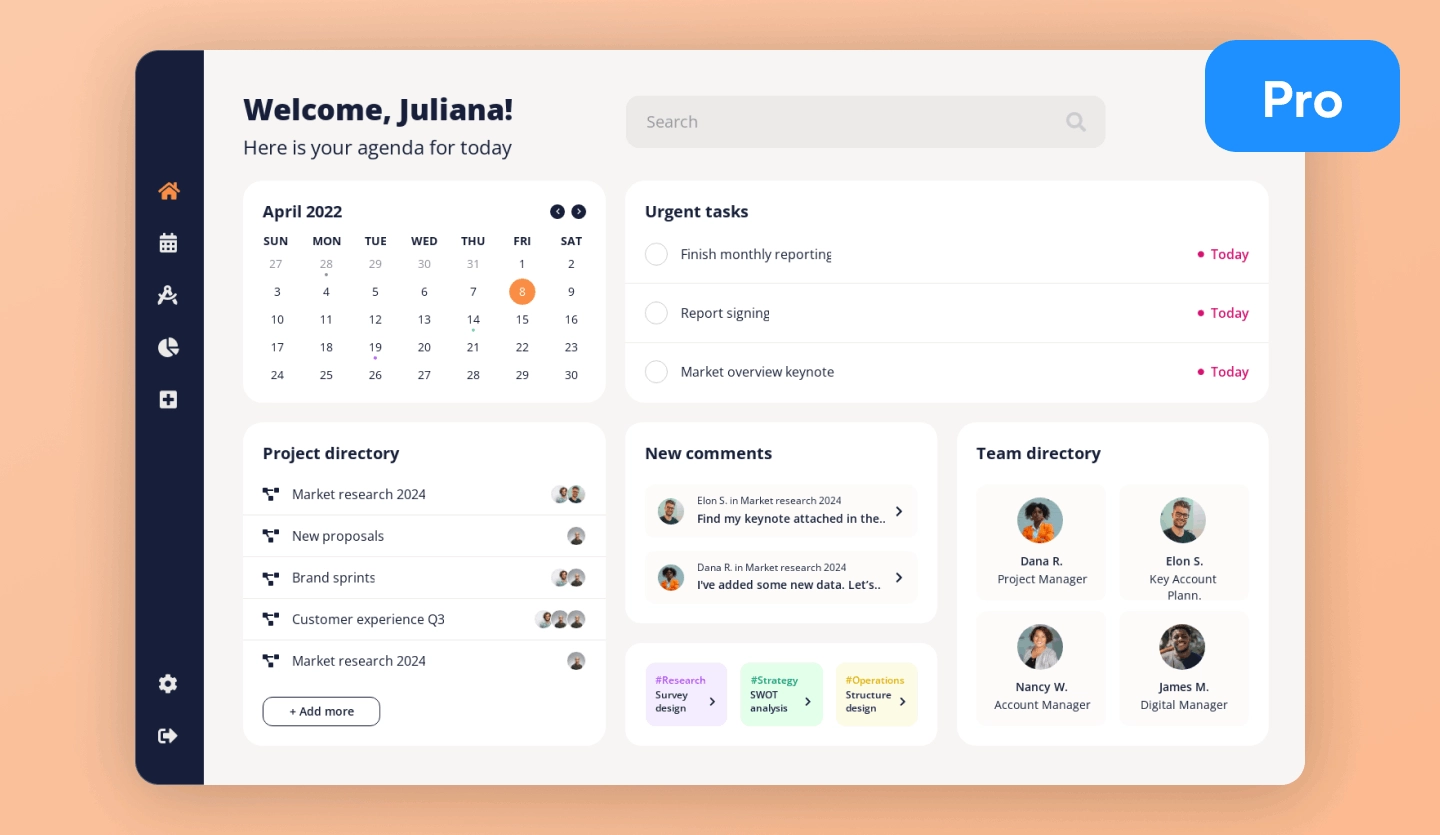 Pro
Welcome, Juliana!
Here is your agenda for today
Search
April 2022
SUN MON TUE WED THU FRI SAT
27 28 29 30 31 1 2
3 4 5 6 7 8 9
10 11 12 13 14 15 16
17 18 19 20 21 22 23
24 25 26 27 28 29 30
Urgent tasks
Finish monthly reporting Today
Report signing Today
Market overview keynote Today
Project directory
Market research 2024
New proposals
Brand sprints
Customer experience Q3
Market research 2024
+ Add more
New comments
Elon S. in Market research 2024
Find my keynote attached in the..
Dana R. in Market research 2024
I've added some new data. Let's..
#Research
Survey
design
#Strategy
SWOT
analysis
#Operations
Structure
design
Team directory
Dana R.
Project Manager
Elon S.
Key Account
Plann.
Nancy W.
Account Manager
James M.
Digital Manager